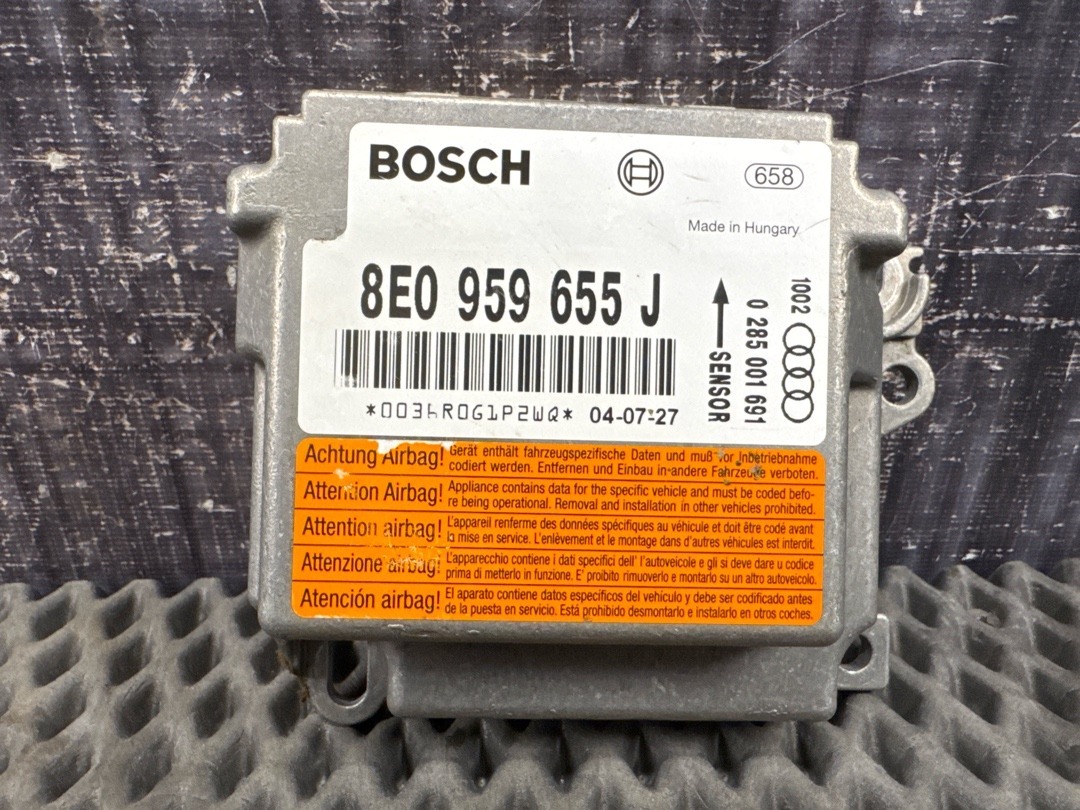 BOSCH
658
Made in Hungary
8E0 959 655 J
SENSOR
0 285 001 691
1002
*003hR0G1P2WQ* 04-07-27
Achtung Airbag! Gerät enthält fahrzeugspezifische Daten und muß vor Inbetriebnahme
codiert werden. Entfernen und Einbau in andere Fahrzeuge verboten.
Attention Airbag! Appliance contains data for the specific vehicle and must be coded befo-
re being operational. Removal and installation in other vehicles prohibited.
Attention airbag! L'appareil renferme des données spécifiques au véhicule et doit être codé avant
la mise en service. L'enlèvement et le montage dans d'autres véhicules est interdit.
Attenzione airbag! L'apparecchio contiene i dati specifici dell' l'autoveicolo e gli si deve dare u codice
prima di metterlo in funzione. E' proibito rimuoverlo e montarlo su un altro autoveicolo.
Atención airbag! El aparato contiene datos específicos del vehículo y debe ser codificado antes
de la puesta en servicio. Está prohibido desmontarlo e instalarlo en otros coches.